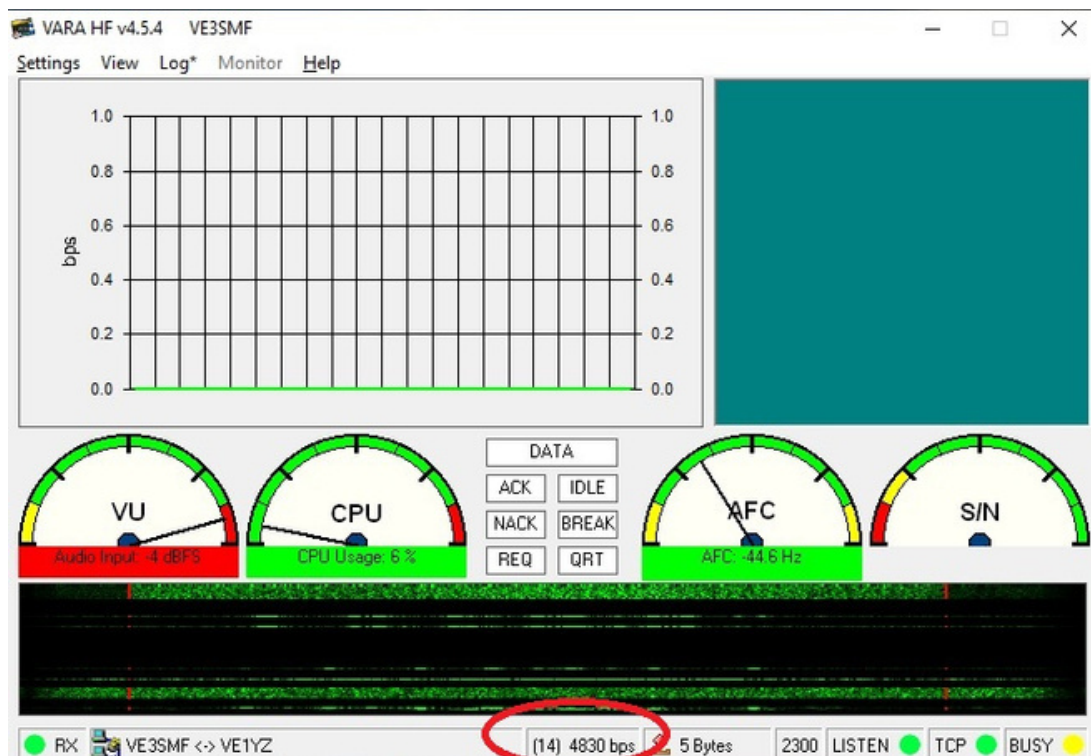 VARA HF v4.5.4 VE3SMF
Settings View Log* Monitor Help
1.0 1.0
0.8 0.8
0.6 0.6
bps
0.4 0.4
0.2 0.2
0.0 0.0
DATA
ACK IDLE
VU CPU NACK BREAK AFC S/N
Audio Input: -4 dBFS CPU Usage: 6 % REQ QRT AFC: -44.6 Hz
RX VE3SMF <-> VE1YZ (14) 4830 bps 5 Bytes 2300 LISTEN TCP BUSY